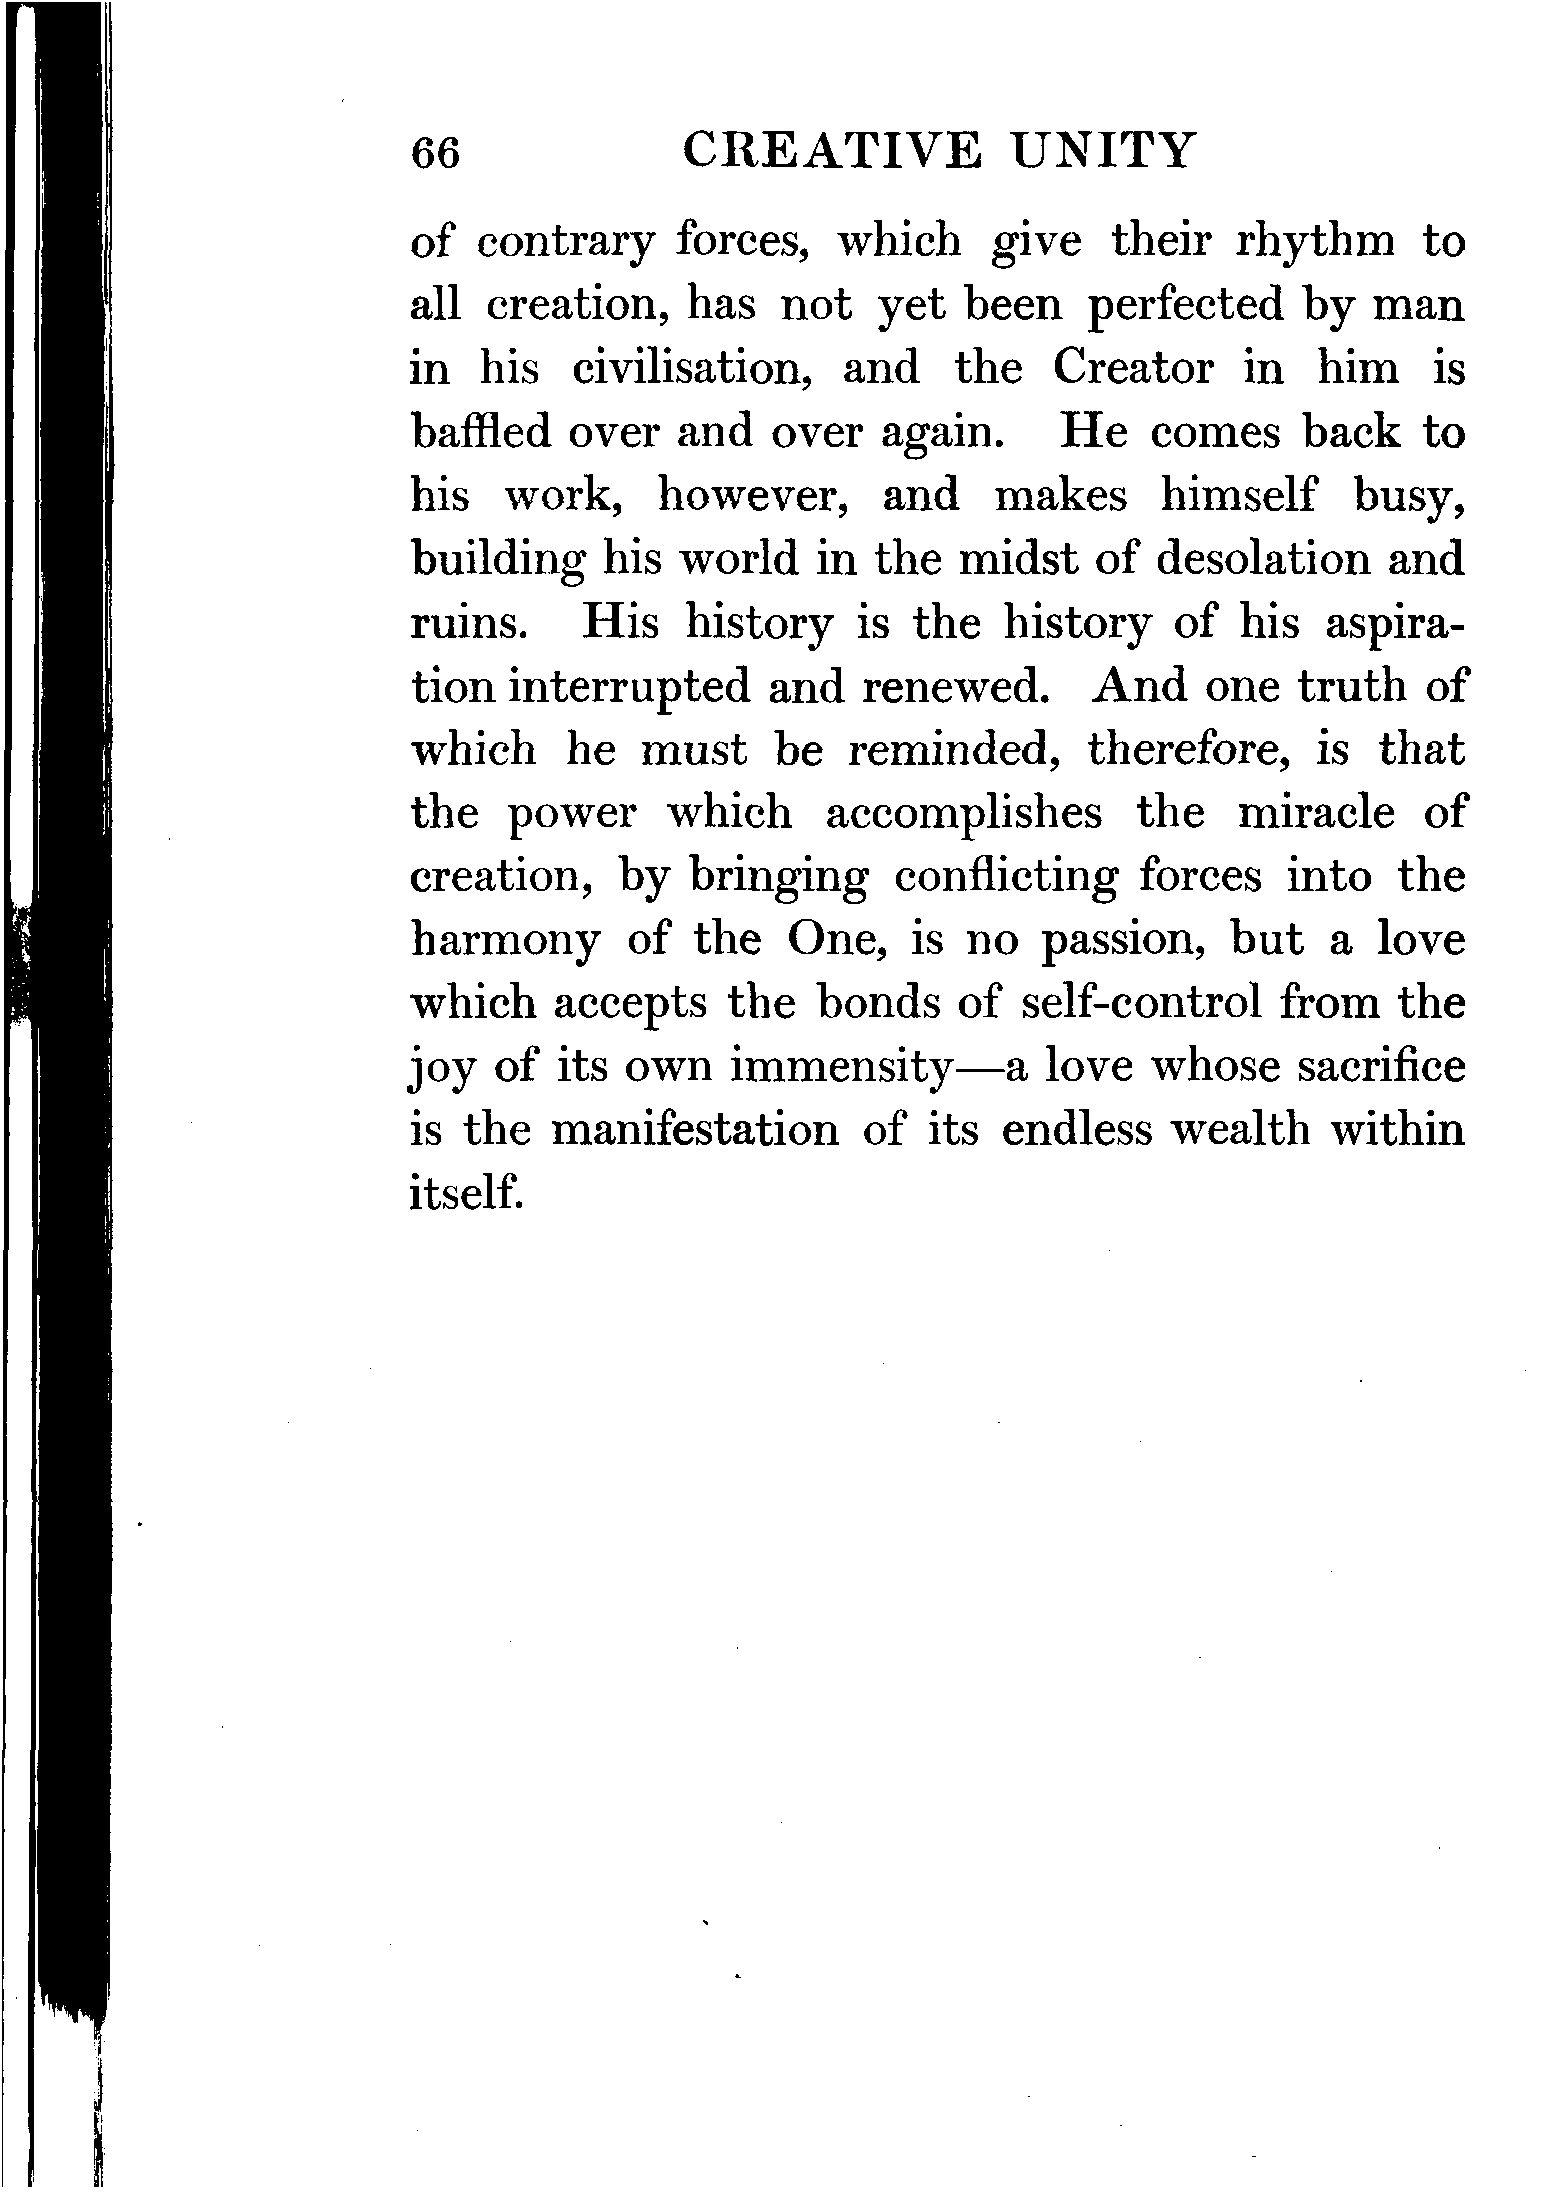 66 CREATIVE UNITY
of contrary forces, which give their rhythm to
all creation, has not yet been perfected by man
in his civilisation, and the Creator in him is
baffled over and over again. He comes back to
his work, however, and makes himself busy,
building his world in the midst of desolation and
ruins. His history is the history of his aspira-
tion interrupted and renewed. And one truth of
which he must be reminded, therefore, is that
the power which accomplishes the miracle of
creation, by bringing conflicting forces into the
harmony of the One, is no passion, but a love
which accepts the bonds of self-control from the
joy of its own immensity—a love whose sacrifice
is the manifestation of its endless wealth within
itself.